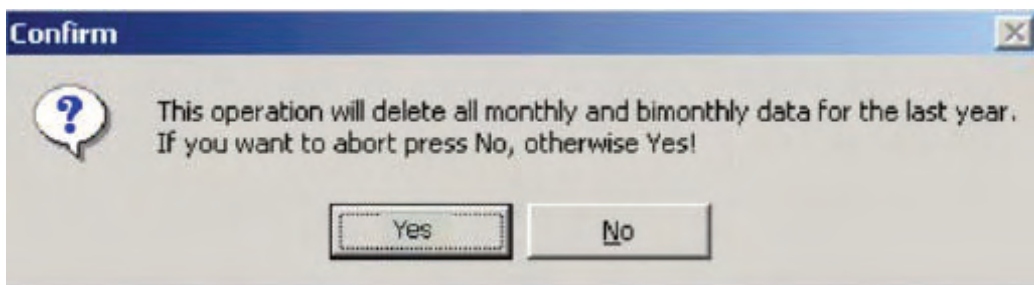 Confirm
This operation will delete all monthly and bimonthly data for the last year.
If you want to abort press No, otherwise Yes!
Yes
No